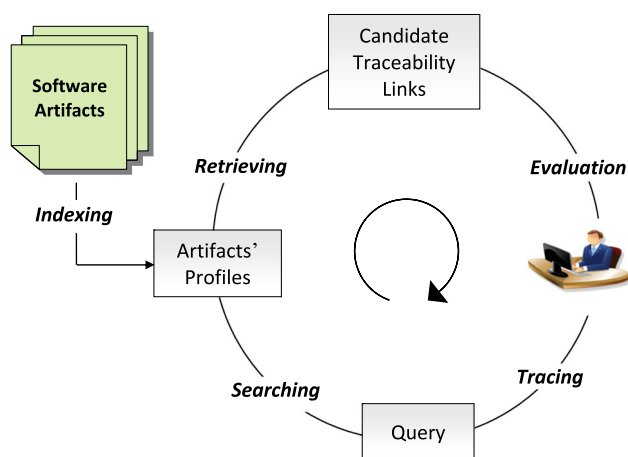 Software
Artifacts
Candidate
Traceability
Links
Retrieving
Evaluation
Indexing
Artifacts’
Profiles
Searching
Tracing
Query